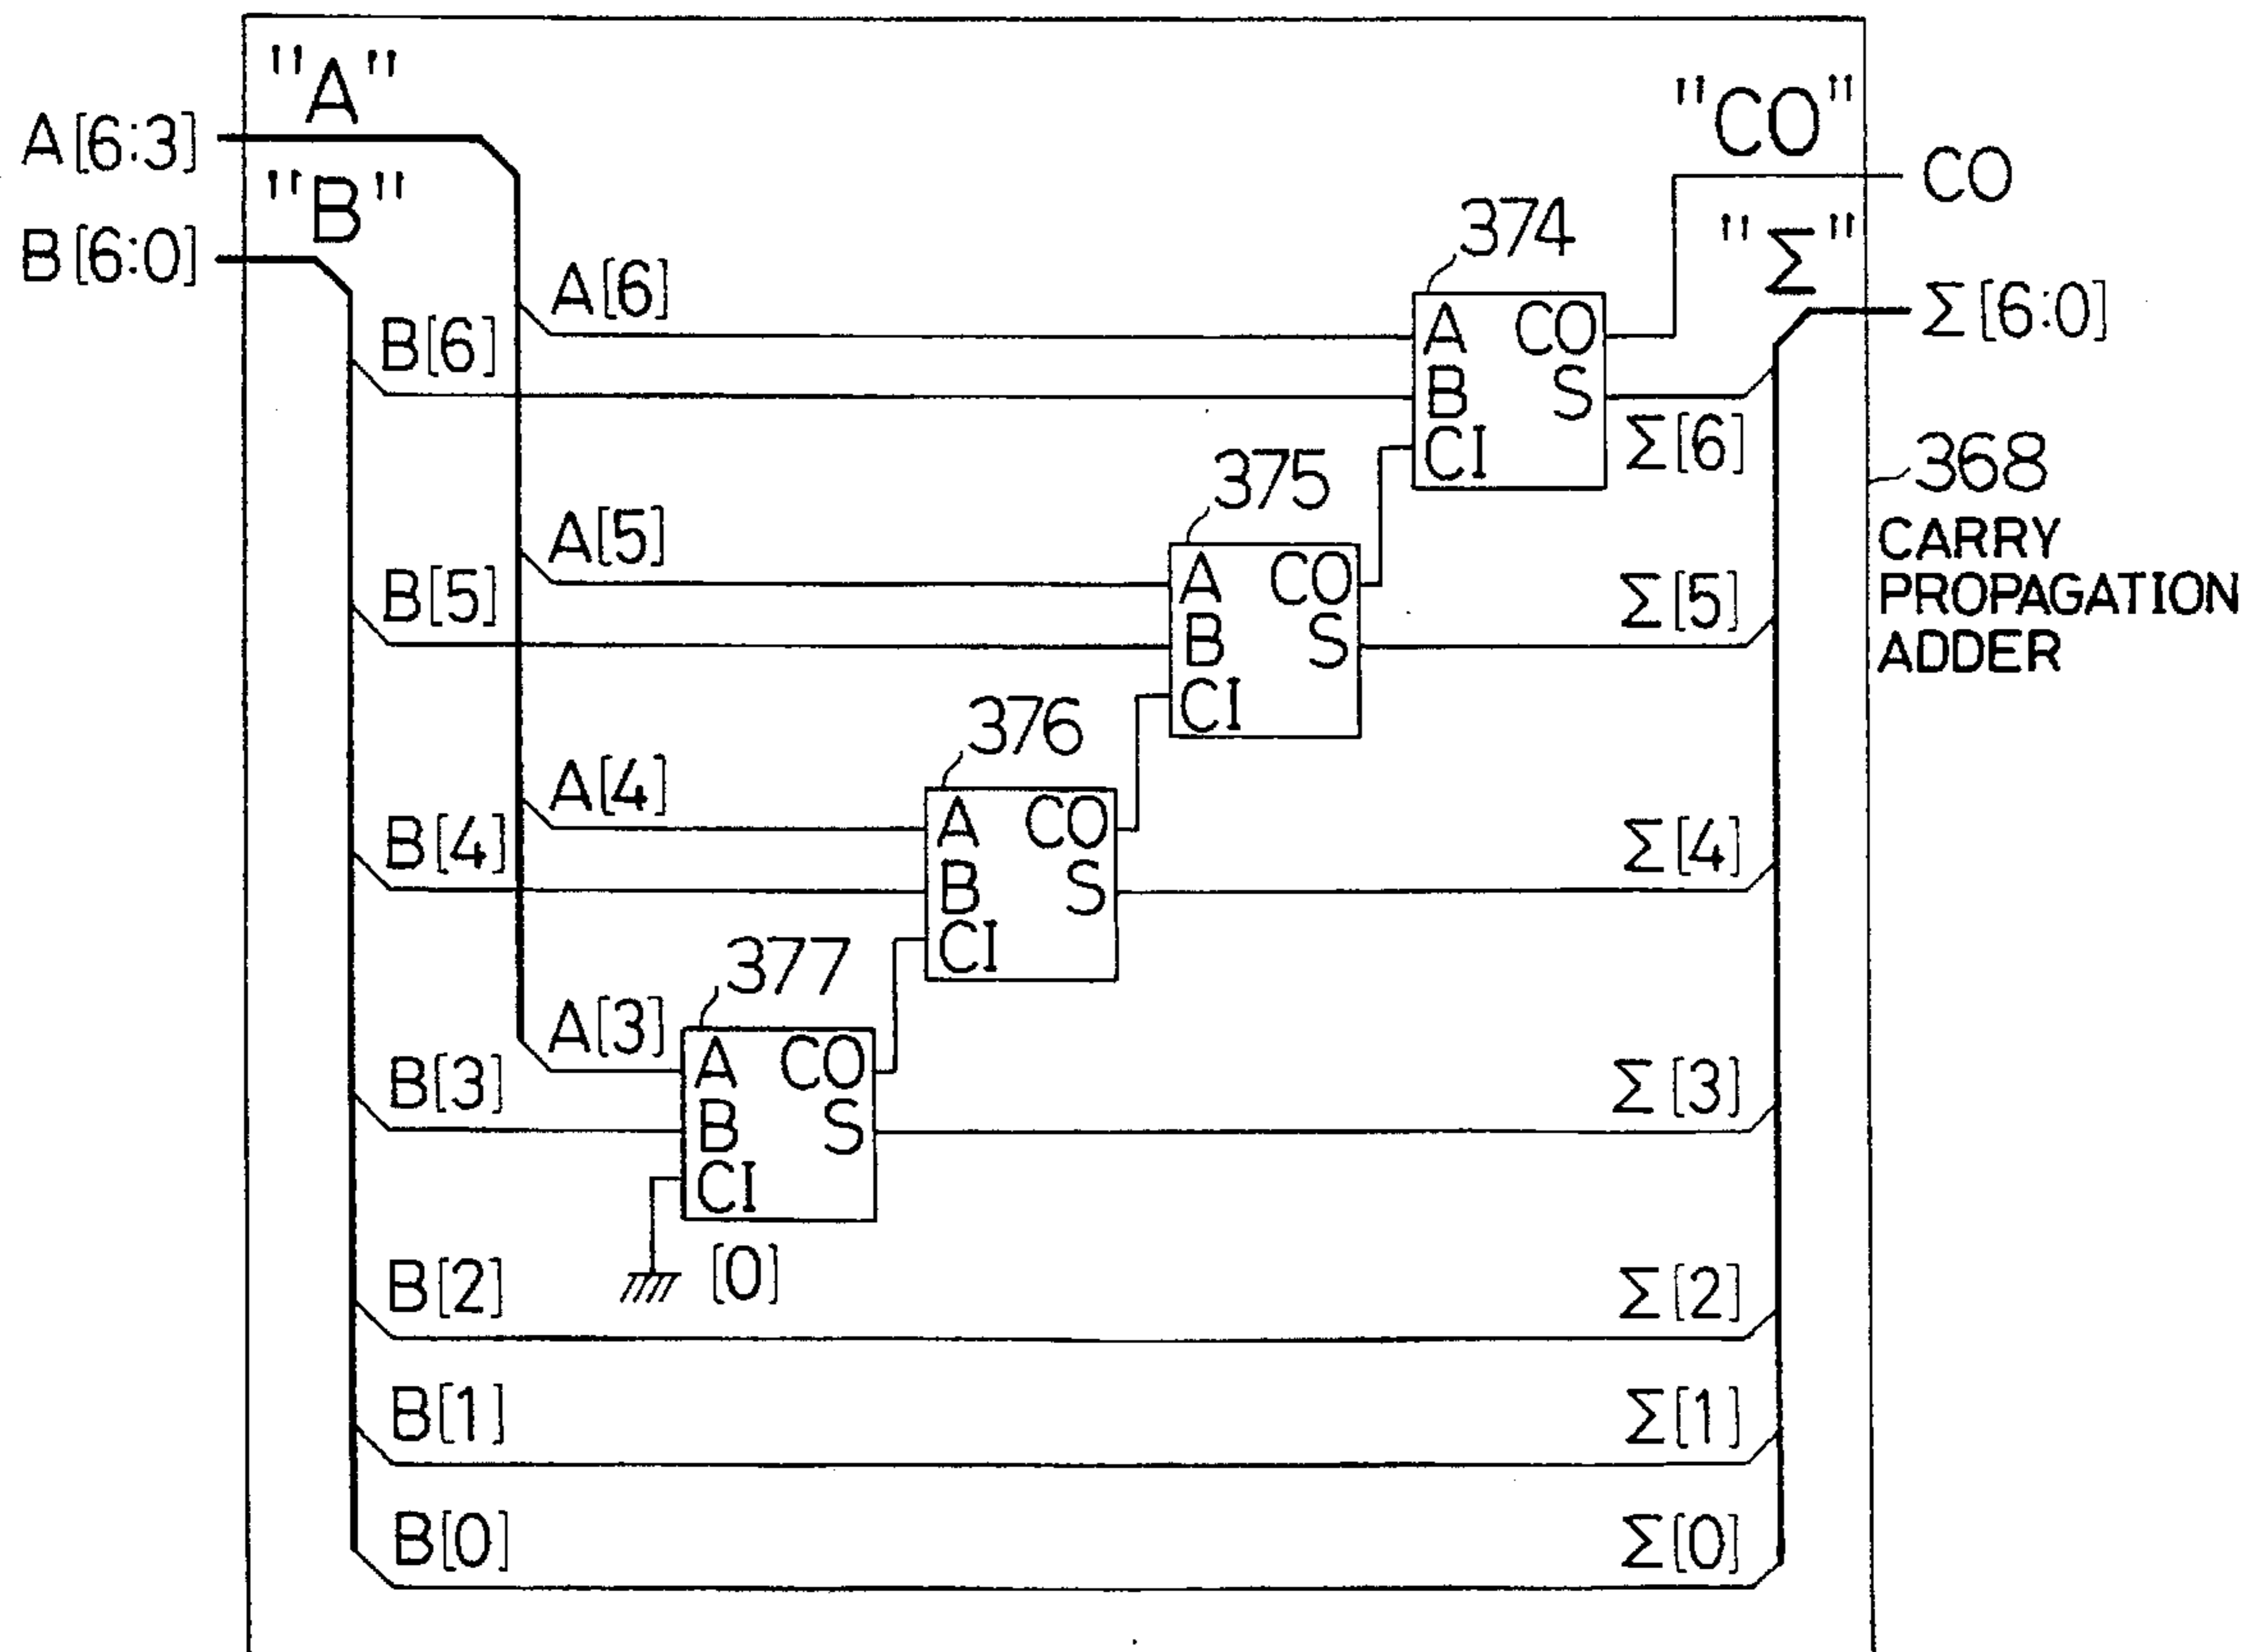 "A"
A[6:3]
"B"
B[6:0]
"CO"
CO
"Σ"
Σ[6:0]
374
A[6]
B[6]
A CO
B S
CI
Σ[6]
368
CARRY
PROPAGATION
ADDER
375
A[5]
B[5]
A CO
B S
CI
Σ[5]
376
A[4]
B[4]
A CO
B S
CI
Σ[4]
377
A[3]
B[3]
A CO
B S
CI
Σ[3]
[0]
B[2]
Σ[2]
B[1]
Σ[1]
B[0]
Σ[0]